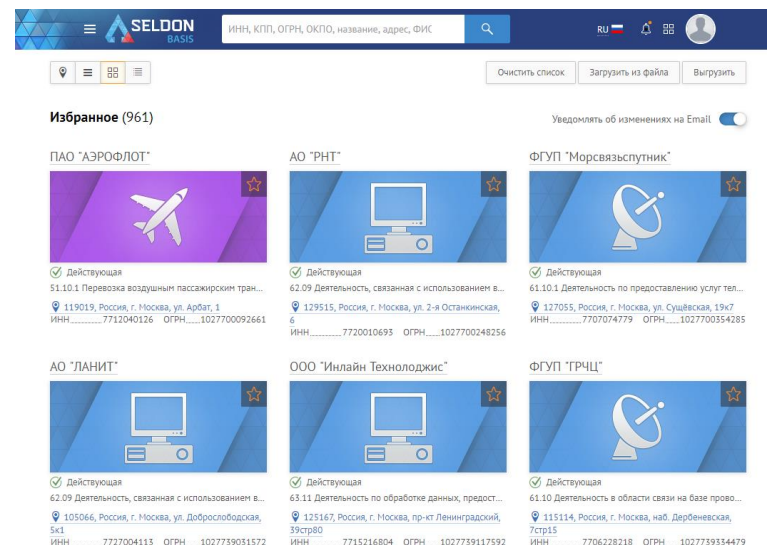 SELDON
BASIS
ИНН, КПП, ОГРН, ОКПО, название, адрес, ФИС
RU
Очистить список
Загрузить из файла
Выгрузить
Избранное (961)
Уведомлять об изменениях на Email
ПАО "АЭРОФЛОТ"
Действующая
51.10.1 Перевозка воздушным пассажирским тран...
119019, Россия, г. Москва, ул. Арбат, 1
ИНН 7712040126 ОГРН 1027700092661
АО "РНТ"
Действующая
62.09 Деятельность, связанная с использованием в...
129515, Россия, г. Москва, ул. 2-я Останкинская,
6
ИНН 7720010693 ОГРН 1027700248256
ФГУП "Морсвязьспутник"
Действующая
61.10.1 Деятельность по предоставлению услуг тел...
127055, Россия, г. Москва, ул. Сущёвская, 19к7
ИНН 7707074779 ОГРН 1027700354285
АО "ЛАНИТ"
Действующая
62.09 Деятельность, связанная с использованием в...
105066, Россия, г. Москва, ул. Доброслободская,
5к1
ИНН 7727004113 ОГРН 1027739031572
ООО "Инлайн Технолоджис"
Действующая
63.11 Деятельность по обработке данных, предост...
125167, Россия, г. Москва, пр-кт Ленинградский,
39стр80
ИНН 7715216804 ОГРН 1027739117592
ФГУП "ГРЧЦ"
Действующая
61.10 Деятельность в области связи на базе прово...
115114, Россия, г. Москва, наб. Дербеневская,
7стр15
ИНН 7706228218 ОГРН 1027739334479